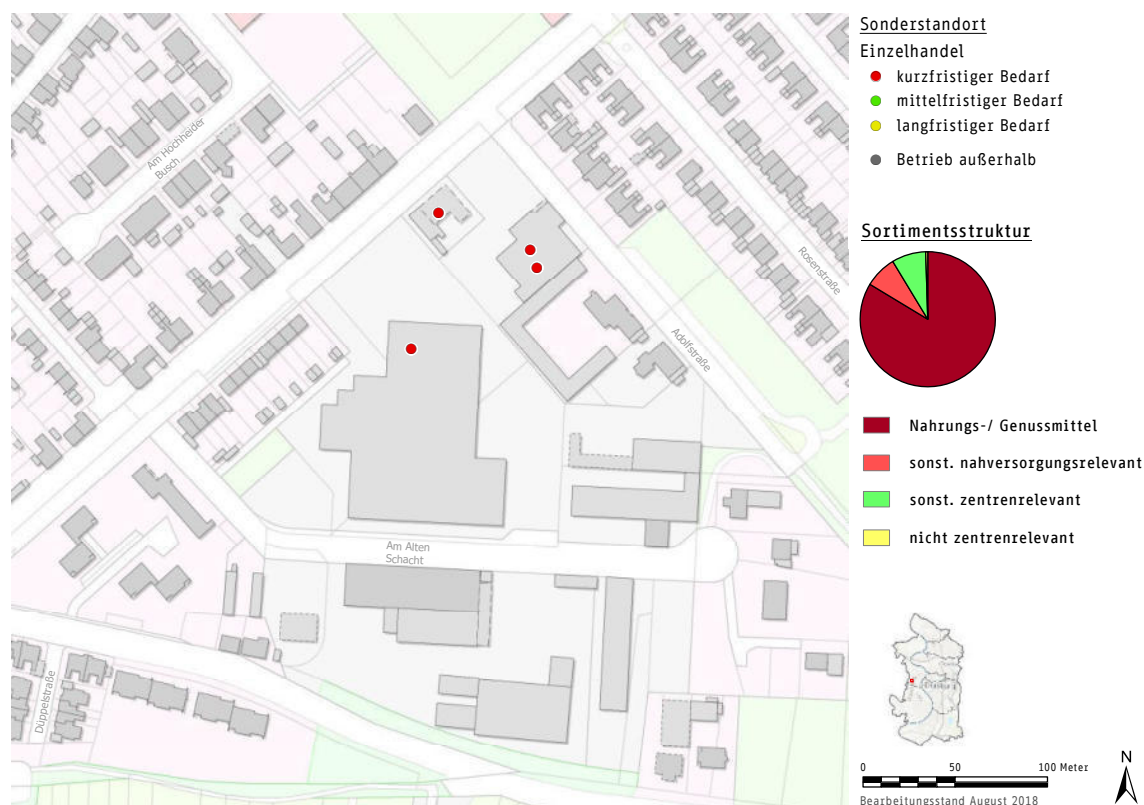 Sonderstandort
Einzelhandel
kurzfristiger Bedarf
mittelfristiger Bedarf
langfristiger Bedarf
Betrieb außerhalb
Sortimentsstruktur
Nahrungs-/ Genussmittel
sonst. nahversorgungsrelevant
sonst. zentrenrelevant
nicht zentrenrelevant
Am Hochheider
Busch
Rosenstraße
Adolfstraße
Am Alten
Schacht
Düppelstraße
0 50 100 Meter
N
Bearbeitungsstand August 2018